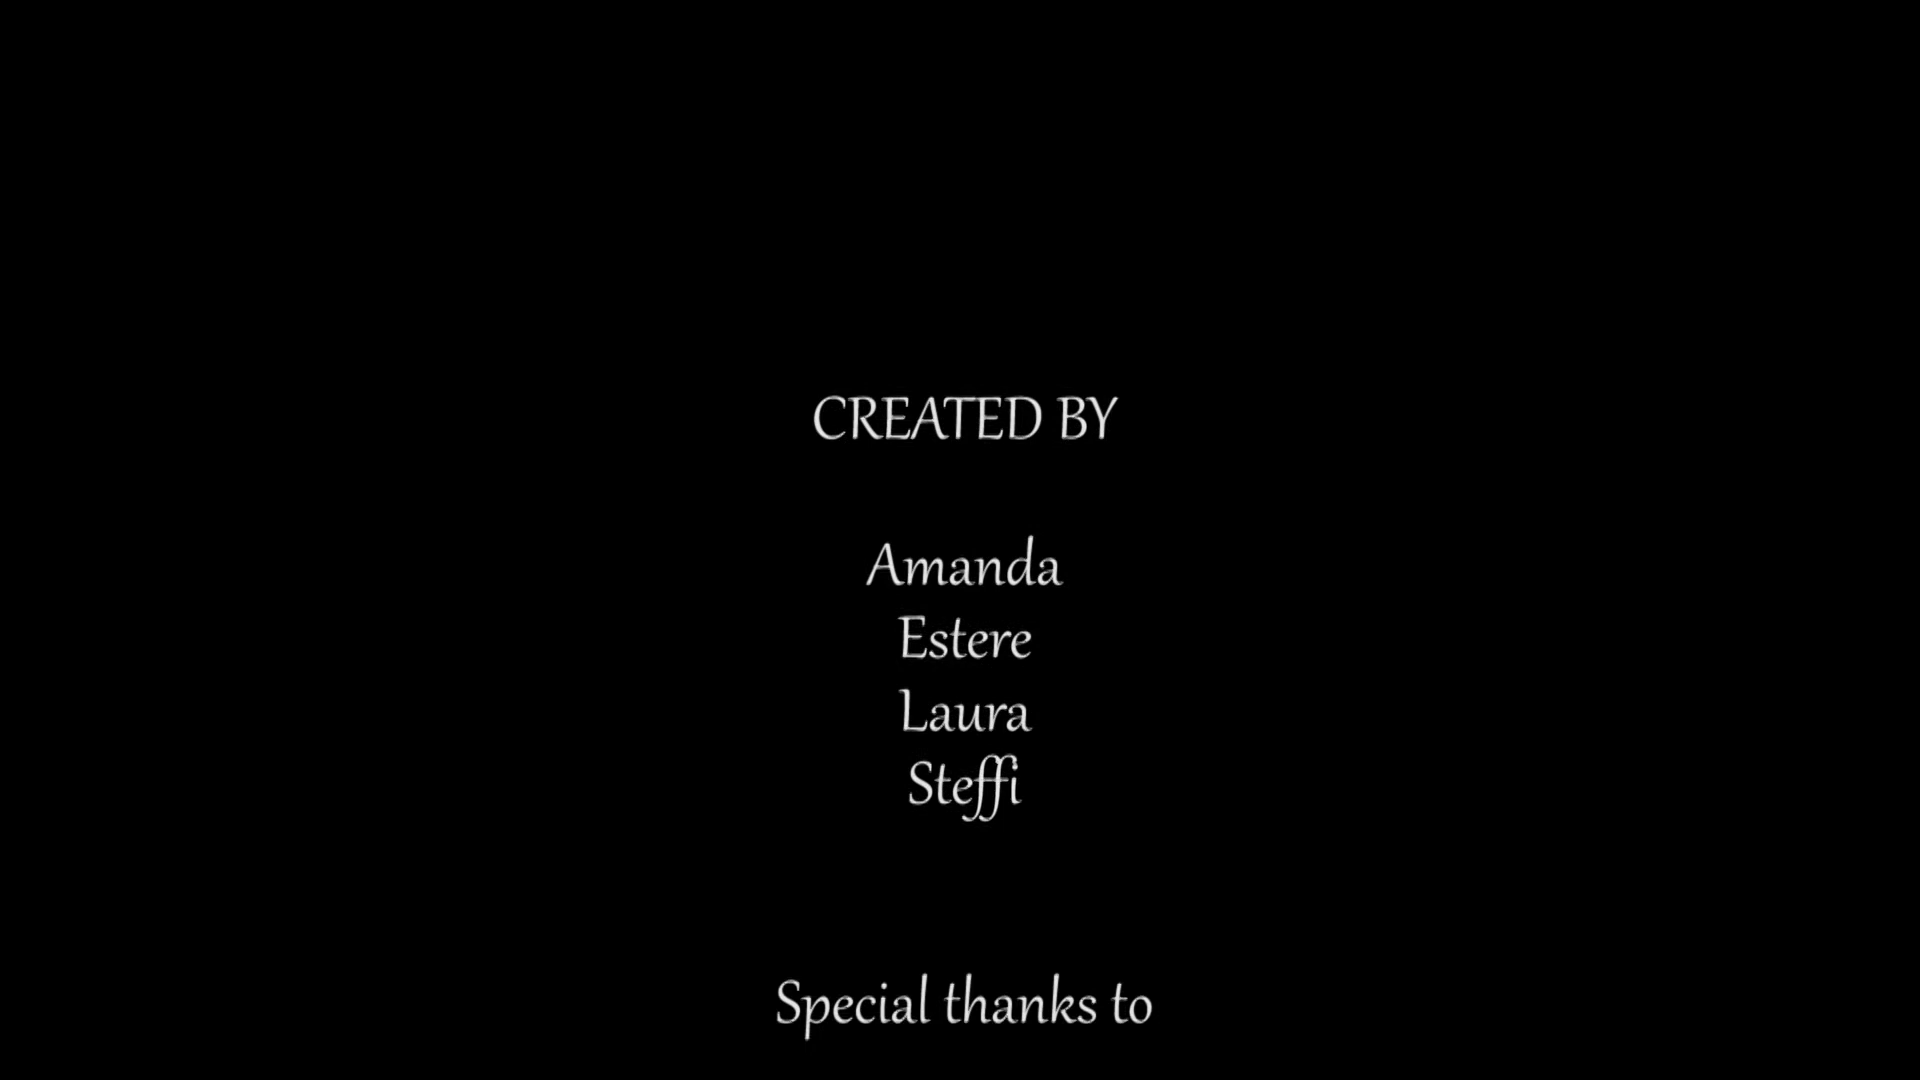 CREATED BY
Amanda
Estere
Laura
Steffi
Special thanks to